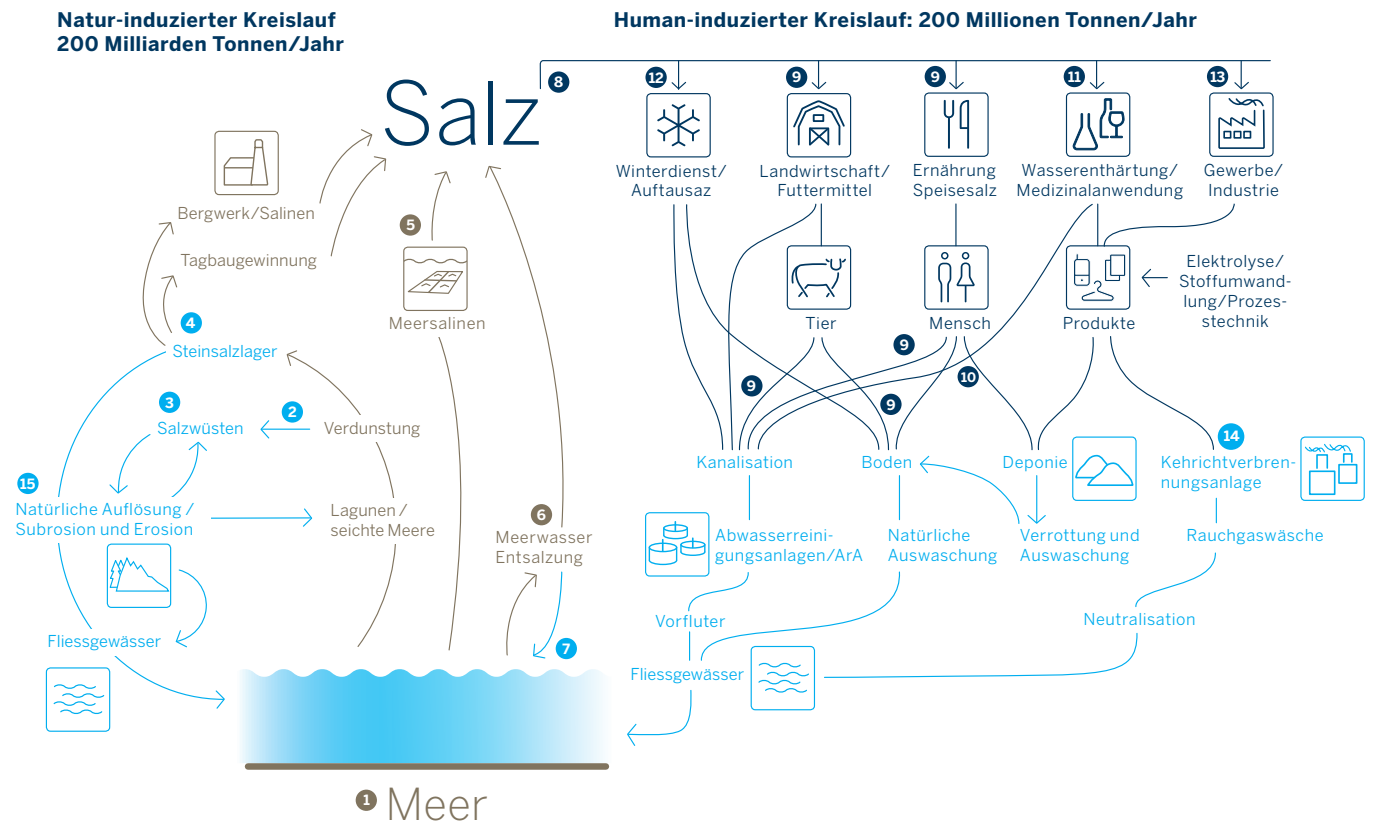 Natur-induzierter Kreislauf
200 Milliarden Tonnen/Jahr
Human-induzierter Kreislauf: 200 Millionen Tonnen/Jahr
Salz
8
12
9
9
11
13
Winterdienst/
Auftausaz
Landwirtschaft/
Futtermittel
Ernährung
Speisesalz
Wasserenthärtung/
Medizinalanwendung
Gewerbe/
Industrie
Bergwerk/Salinen
Tagbaugewinnung
5
Meersalinen
4
Steinsalzlager
3
Salzwüsten
2
Verdunstung
15
Natürliche Auflösung /
Subrosion und Erosion
Lagunen /
seichte Meere
6
Meerwasser
Entsalzung
Fliessgewässer
7
1
Meer
Tier
Mensch
Produkte
Elektrolyse/
Stoffumwand-
lung/Prozes-
stechnik
9
9
9
10
14
Kanalisation
Boden
Deponie
Kehrichtverbren-
nungsanlage
Abwasserreini-
gungsanlagen/ArA
Natürliche
Auswaschung
Verrottung und
Auswaschung
Rauchgaswäsche
Vorfluter
Neutralisation
Fliessgewässer